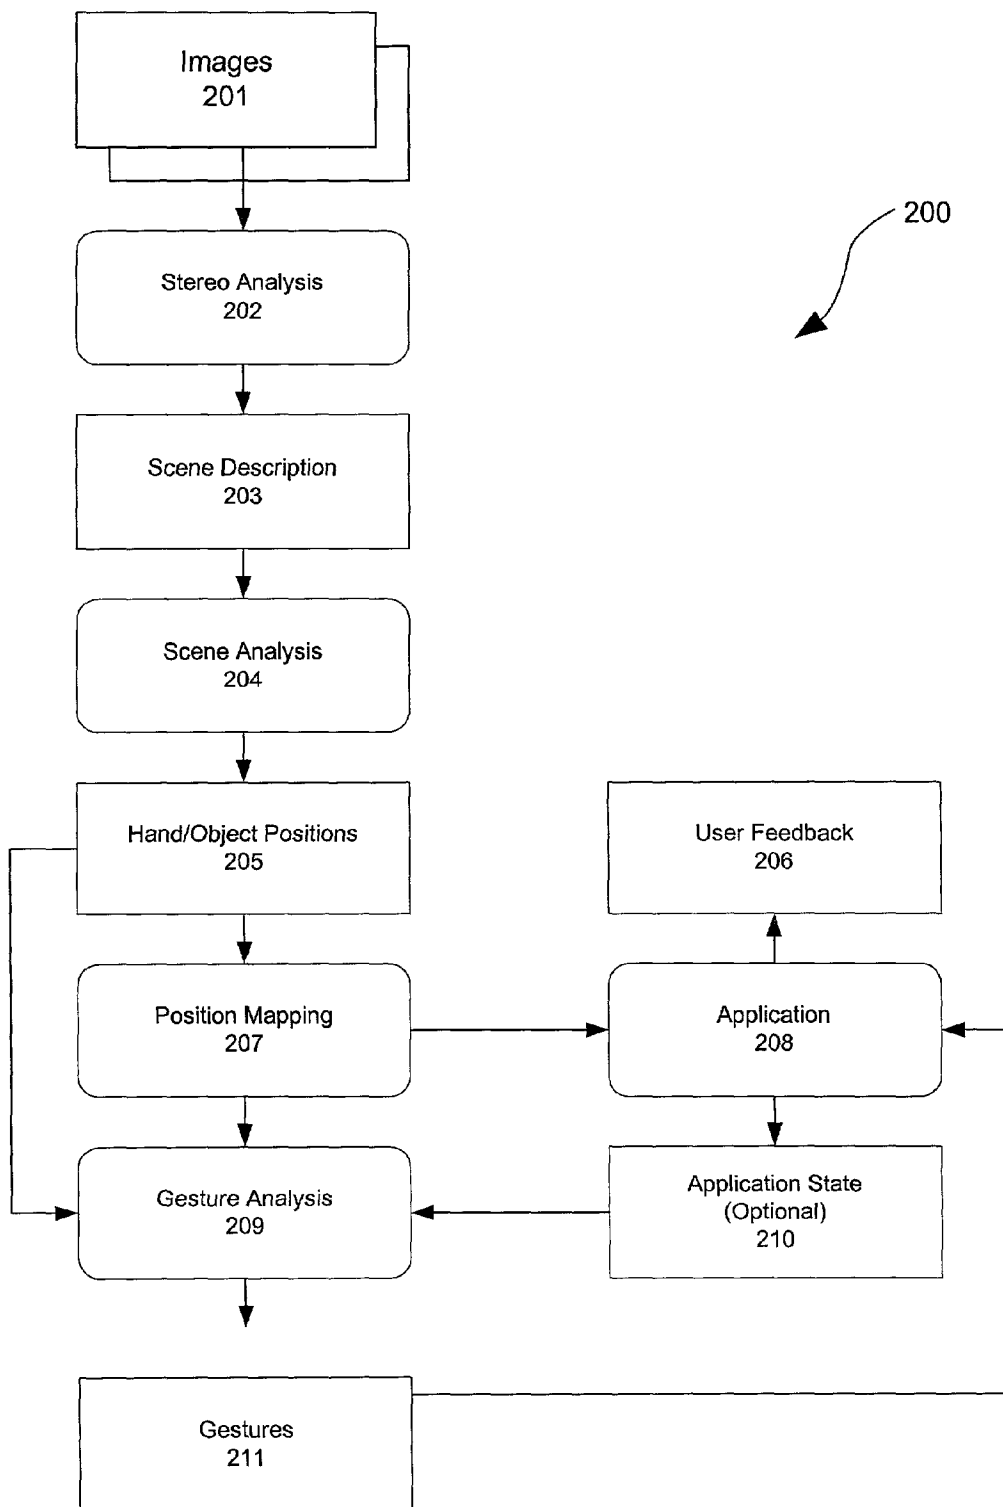 Images
201
200
Stereo Analysis
202
Scene Description
203
Scene Analysis
204
Hand/Object Positions
205
User Feedback
206
Position Mapping
207
Application
208
Gesture Analysis
209
Application State
(Optional)
210
Gestures
211